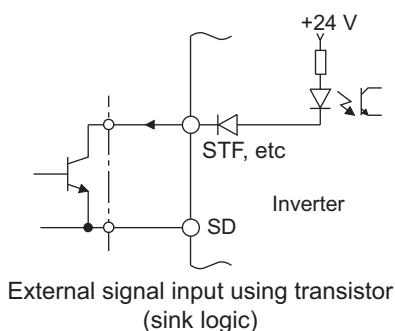 +24 V
STF, etc
Inverter
SD
External signal input using transistor
(sink logic)